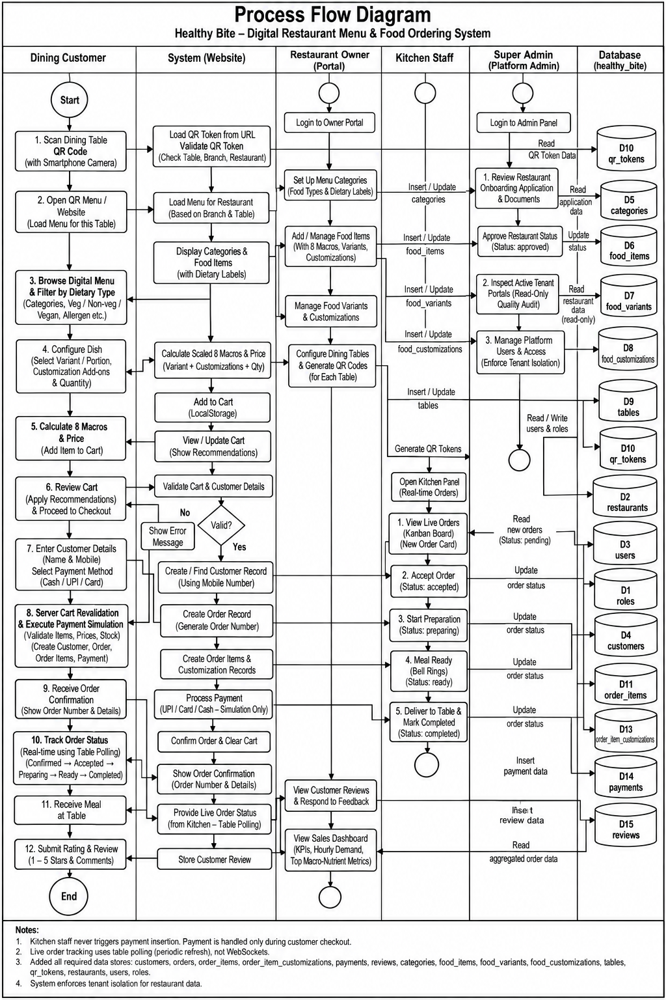 Process Flow Diagram
Healthy Bite – Digital Restaurant Menu & Food Ordering System
Dining Customer
System (Website)
Restaurant Owner
(Portal)
Kitchen Staff
Super Admin
(Platform Admin)
Database
(healthy_bite)
Start
1. Scan Dining Table
QR Code
(with Smartphone Camera)
2. Open QR Menu /
Website
(Load Menu for this Table)
3. Browse Digital Menu
& Filter by Dietary Type
(Categories, Veg / Non-veg /
Vegan, Allergen etc.)
4. Configure Dish
(Select Variant / Portion,
Customization Add-ons
& Quantity)
5. Calculate 8 Macros
& Price
(Add Item to Cart)
6. Review Cart
(Apply Recommendations)
& Proceed to Checkout
7. Enter Customer Details
(Name & Mobile)
Select Payment Method
(Cash / UPI / Card)
8. Server Cart Revalidation
& Execute Payment Simulation
(Validate Items, Prices, Stock)
(Create Customer, Order,
Order Items, Payment)
9. Receive Order
Confirmation
(Show Order Number & Details)
10. Track Order Status
(Real-time using Table Polling)
(Confirmed → Accepted →
Preparing → Ready → Completed)
11. Receive Meal
at Table
12. Submit Rating & Review
(1 – 5 Stars & Comments)
End
Load QR Token from URL
Validate QR Token
(Check Table, Branch, Restaurant)
Load Menu for Restaurant
(Based on Branch & Table)
Display Categories &
Food Items
(with Dietary Labels)
Calculate Scaled 8 Macros & Price
(Variant + Customizations + Qty)
Add to Cart
(LocalStorage)
View / Update Cart
(Show Recommendations)
Validate Cart & Customer Details
No
Valid?
Show Error
Message
Yes
Create / Find Customer Record
(Using Mobile Number)
Create Order Record
(Generate Order Number)
Create Order Items &
Customization Records
Process Payment
(UPI / Card / Cash – Simulation Only)
Confirm Order & Clear Cart
Show Order Confirmation
(Order Number & Details)
Provide Live Order Status
(from Kitchen – Table Polling)
Store Customer Review
Login to Owner Portal
Set Up Menu Categories
(Food Types & Dietary Labels)
Add / Manage Food Items
(With 8 Macros, Variants,
Customizations)
Manage Food Variants
& Customizations
Configure Dining Tables
& Generate QR Codes
(for Each Table)
View Customer Reviews
& Respond to Feedback
View Sales Dashboard
(KPIs, Hourly Demand,
Top Macro-Nutrient Metrics)
Insert / Update
categories
Insert / Update
food_items
Insert / Update
food_variants
Insert / Update
food_customizations
Insert / Update
tables
Generate QR Tokens
Open Kitchen Panel
(Real-time Orders)
1. View Live Orders
(Kanban Board)
(New Order Card)
2. Accept Order
(Status: accepted)
3. Start Preparation
(Status: preparing)
4. Meal Ready
(Bell Rings)
(Status: ready)
5. Deliver to Table &
Mark Completed
(Status: completed)
Login to Admin Panel
Read
QR Token Data
1. Review Restaurant
Onboarding Application
& Documents
Read
application
data
Approve Restaurant Status
(Status: approved)
Update
status
2. Inspect Active Tenant
Portals (Read-Only
Quality Audit)
Read
restaurant
data
(read-only)
3. Manage Platform
Users & Access
(Enforce Tenant Isolation)
Read / Write
users & roles
Read
new orders
(Status: pending)
Update
order status
Update
order status
Update
order status
Update
order status
Insert
payment data
Insert
review data
Read
aggregated order data
D10
qr_tokens
D5
categories
D6
food_items
D7
food_variants
D8
food_customizations
D9
tables
D10
qr_tokens
D2
restaurants
D3
users
D1
roles
D4
customers
D11
order_items
D13
order_item_customizations
D14
payments
D15
reviews
Notes:
1. Kitchen staff never triggers payment insertion. Payment is handled only during customer checkout.
2. Live order tracking uses table polling (periodic refresh), not WebSockets.
3. Added all required data stores: customers, orders, order_items, order_item_customizations, payments, reviews, categories, food_items, food_variants, food_customizations, tables,
qr_tokens, restaurants, users, roles.
4. System enforces tenant isolation for restaurant data.